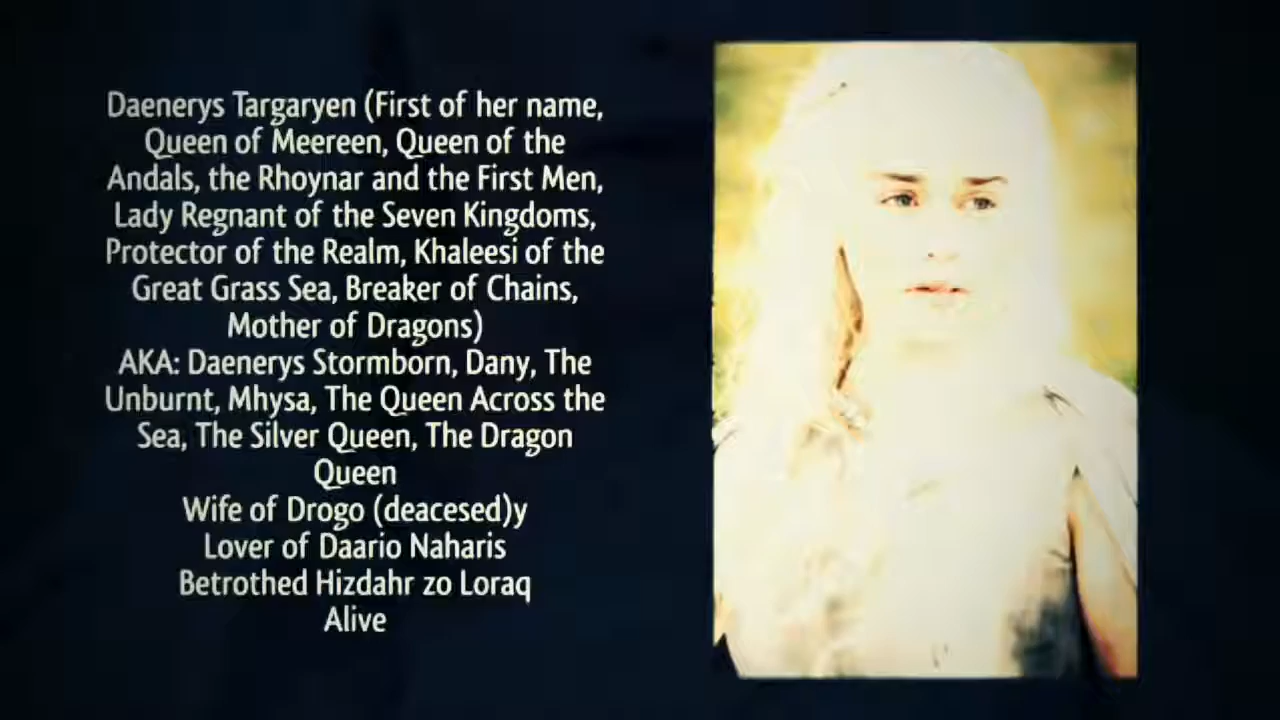 Daenerys Targaryen (First of her name,
Queen of Meereen, Queen of the
Andals, the Rhoynar and the First Men,
Lady Regnant of the Seven Kingdoms,
Protector of the Realm, Khaleesi of the
Great Grass Sea, Breaker of Chains,
Mother of Dragons)
AKA: Daenerys Stormborn, Dany, The
Unburnt, Mhysa, The Queen Across the
Sea, The Silver Queen, The Dragon
Queen
Wife of Drogo (deacesed)y
Lover of Daario Naharis
Betrothed Hizdahr zo Loraq
Alive